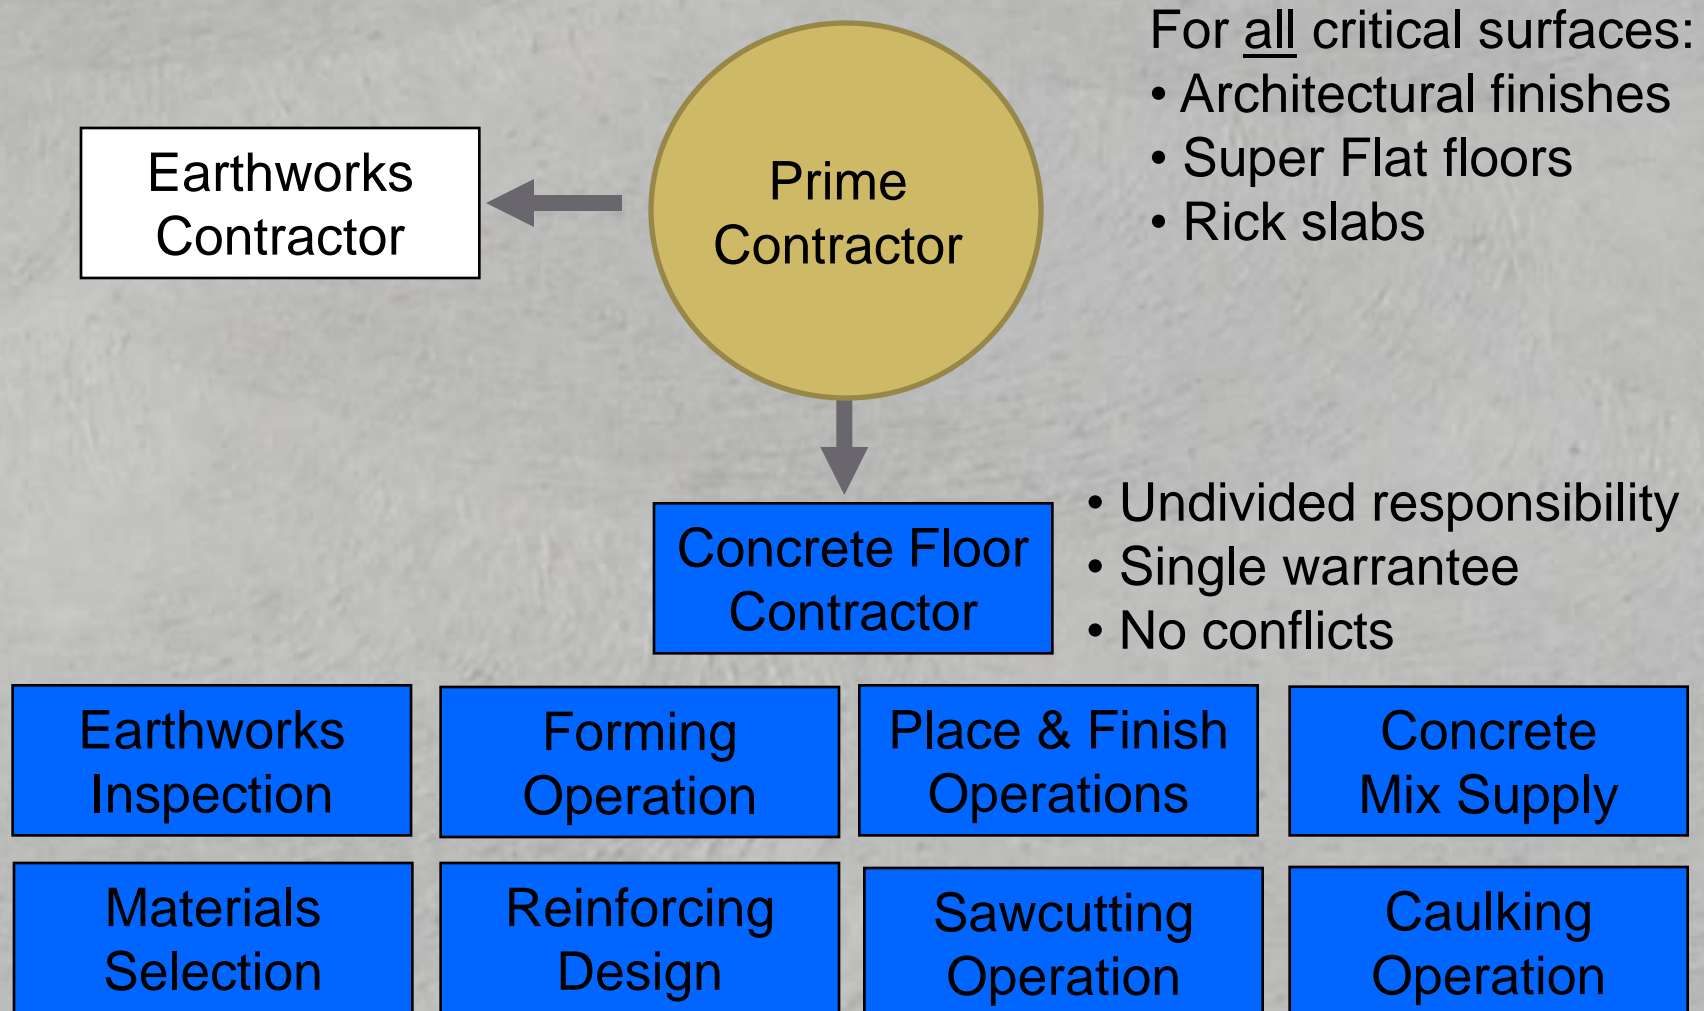 For all critical surfaces:
• Architectural finishes
• Super Flat floors
• Rick slabs
Earthworks
Contractor
Prime
Contractor
Concrete Floor
Contractor
• Undivided responsibility
• Single warrantee
• No conflicts
Earthworks
Inspection
Forming
Operation
Place & Finish
Operations
Concrete
Mix Supply
Materials
Selection
Reinforcing
Design
Sawcutting
Operation
Caulking
Operation